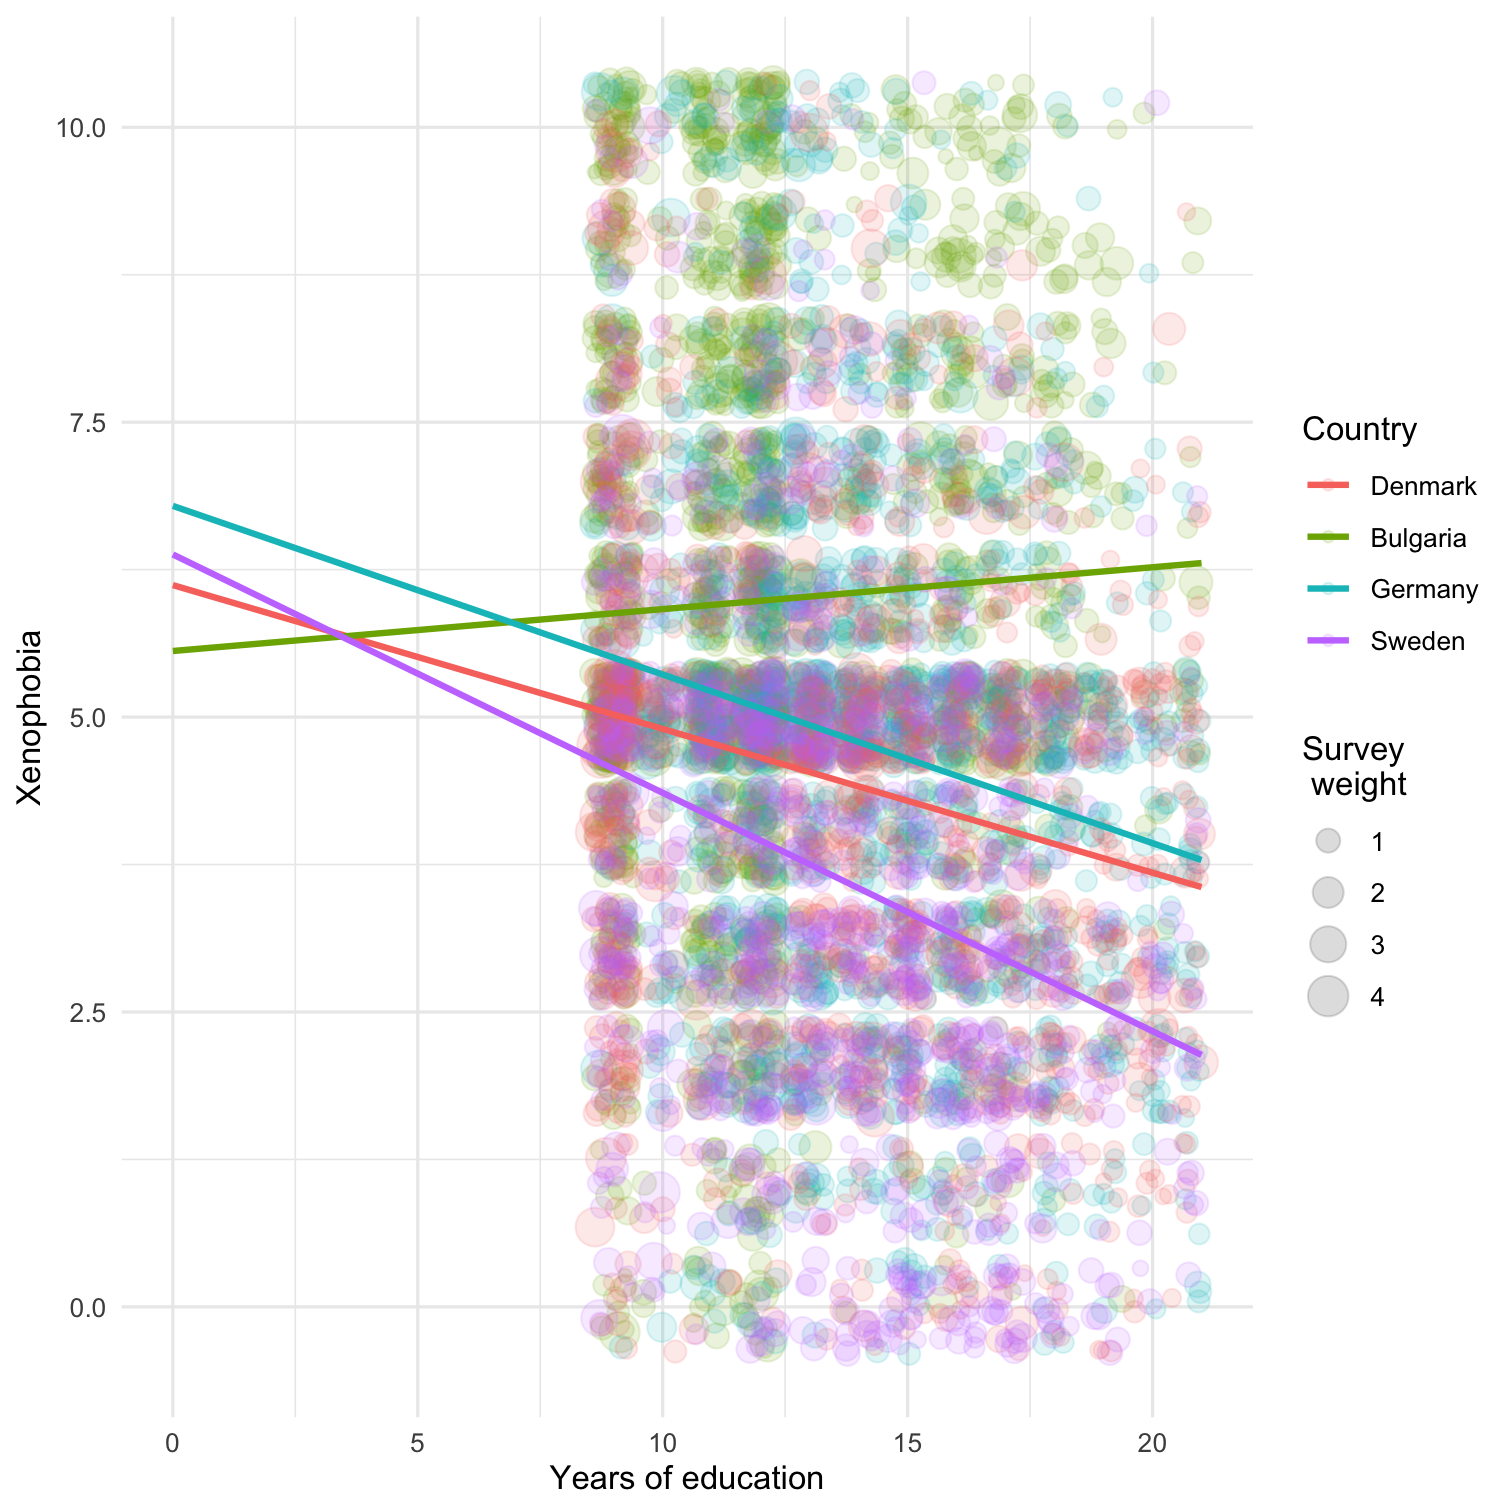 10.0
7.5
5.0
2.5
0.0
Xenophobia
0 5 10 15 20
Years of education
Country
Denmark
Bulgaria
Germany
Sweden
Survey
weight
1
2
3
4